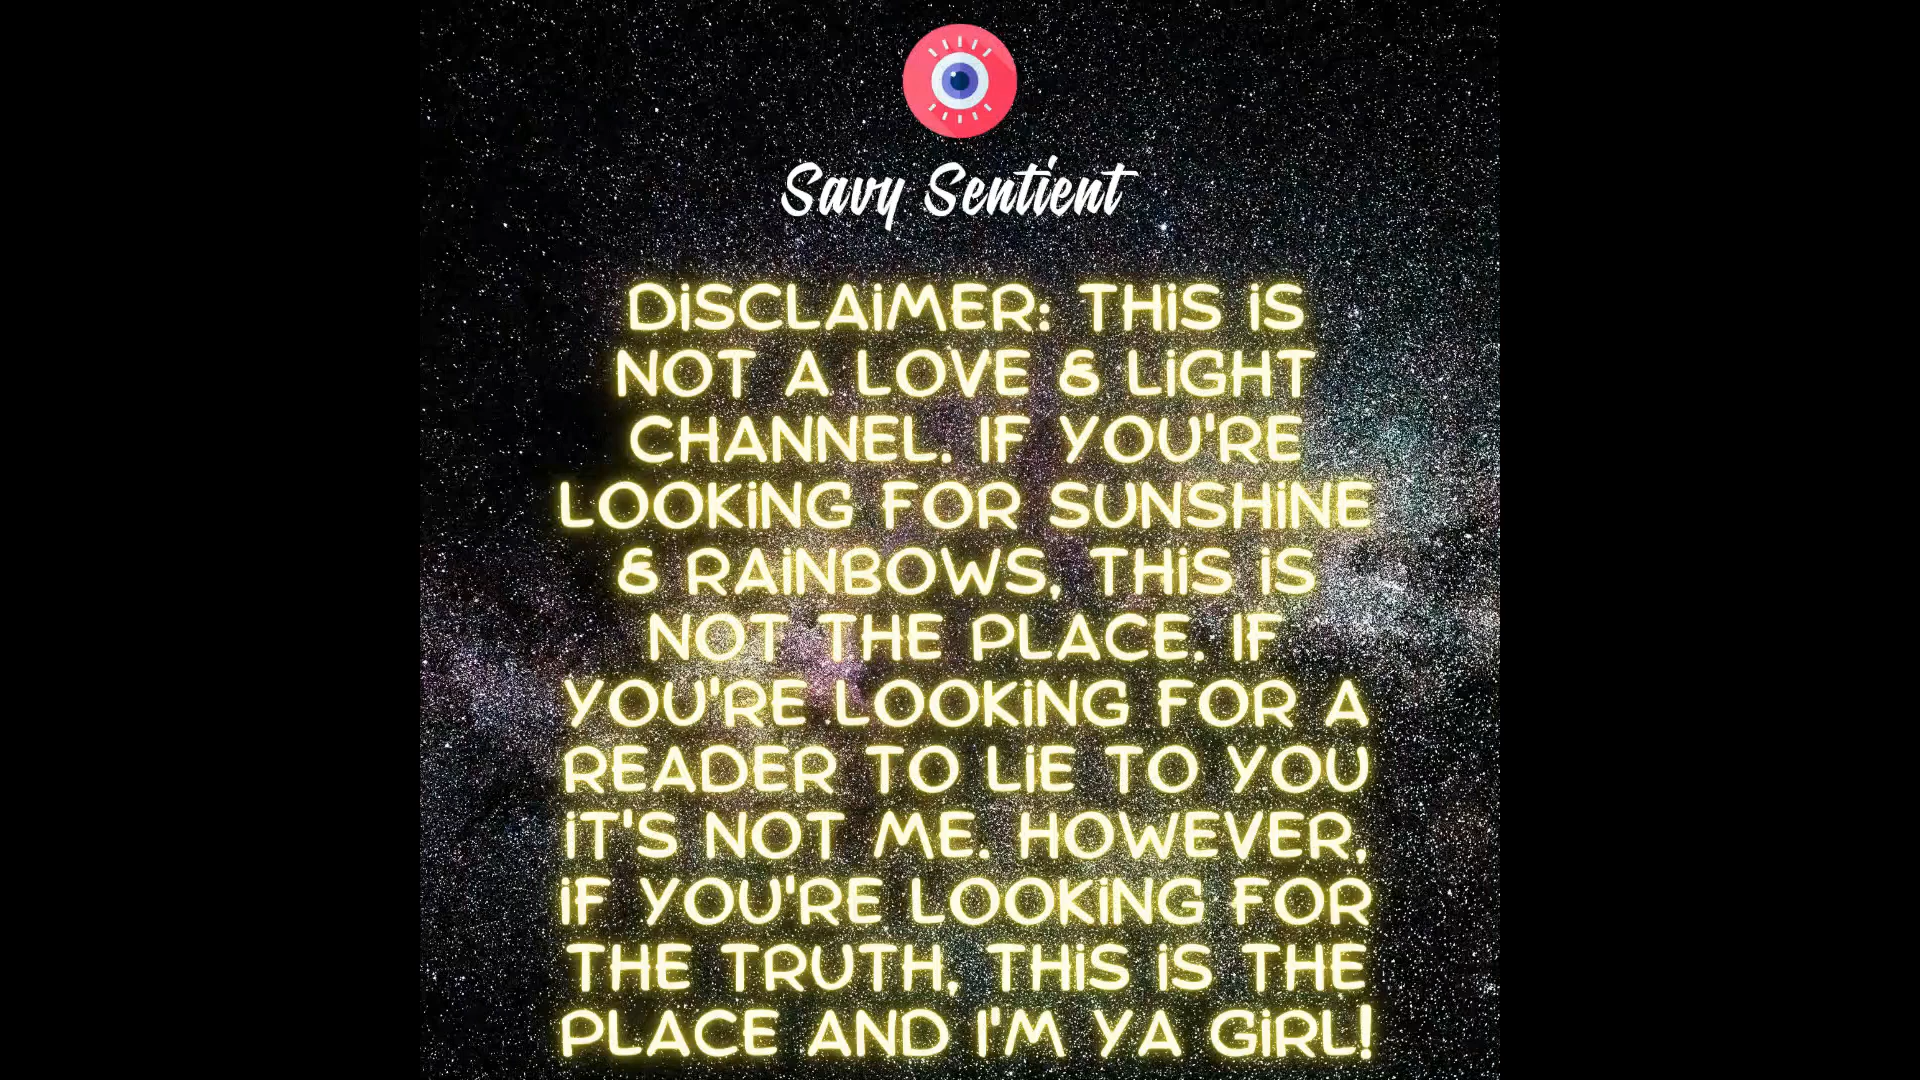 Savy Sentient
DISCLAIMER: THIS IS
NOT A LOVE & LIGHT
CHANNEL. IF YOU'RE
LOOKING FOR SUNSHINE
& RAINBOWS, THIS IS
NOT THE PLACE. IF
YOU'RE LOOKING FOR A
READER TO LIE TO YOU
IT'S NOT ME. HOWEVER,
IF YOU'RE LOOKING FOR
THE TRUTH, THIS IS THE
PLACE AND I'M YA GIRL!